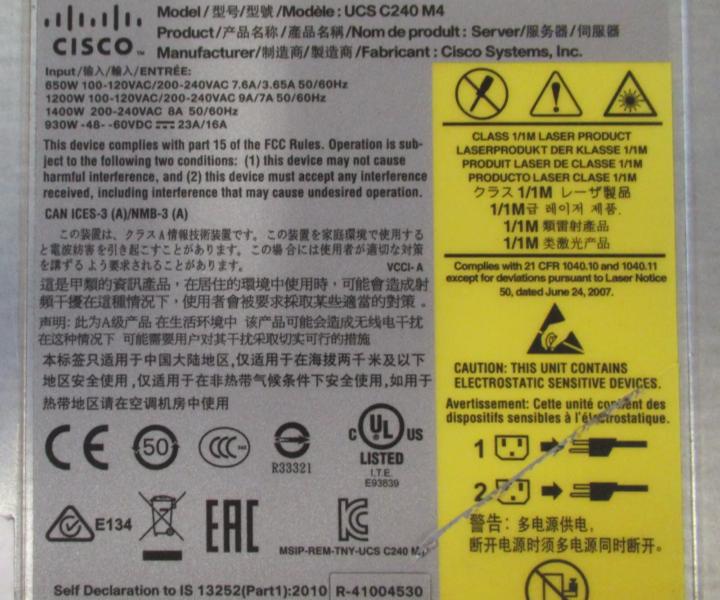 Model/型号/型號/Modèle: UCS C240 M4
CISCO™
Product/产品名称/產品名稱/Nom de produit: Server/服务器/伺服器
Manufacturer/制造商/製造商/Fabricant: Cisco Systems, Inc.
Input/输入/輸入/ENTRÉE:
650W 100-120VAC/200-240VAC 7.6A/3.65A 50/60Hz
1200W 100-120VAC/200-240VAC 9A/7A 50/60Hz
1400W 200-240VAC 8A 50/60Hz
930W -48- -60VDC 23A/16A
This device complies with part 15 of the FCC Rules. Operation is sub-
ject to the following two conditions: (1) this device may not cause
harmful interference, and (2) this device must accept any interference
received, including interference that may cause undesired operation.
CAN ICES-3 (A)/NMB-3 (A)
この装置は、クラスA情報技術装置です。この装置を家庭環境で使用する
と電波妨害を引き起こすことがあります。この場合には使用者が適切な対策
を講ずるよう要求されることがあります。 VCCI-A
這是甲類的資訊產品，在居住的環境中使用時，可能會造成射
頻干擾在這種情況下，使用者會被要求採取某些適當的對策。
声明: 此为A级产品 在生活环境中 该产品可能会造成无线电干扰
在这种情况下 可能需要用户对其干扰采取切实可行的措施
本标签只适用于中国大陆地区,仅适用于在海拔两千米及以下
地区安全使用,仅适用于在非热带气候条件下安全使用,如用于
热带地区请在空调机房中使用
CE
50
CCC
R33321
C UL US
LISTED
I.T.E.
E93639
E134
EAC
MSIP-REM-TNY-UCS C240 M4
Self Declaration to IS 13252(Part1):2010 R-41004530
CLASS 1/1M LASER PRODUCT
LASERPRODUKT DER KLASSE 1/1M
PRODUIT LASER DE CLASSE 1/1M
PRODUCTO LASER CLASE 1/1M
クラス 1/1M レーザ製品
1/1M급 레이저 제품.
1/1M 類雷射產品
1/1M 类激光产品
Complies with 21 CFR 1040.10 and 1040.11
except for deviations pursuant to Laser Notice
50, dated June 24, 2007.
CAUTION: THIS UNIT CONTAINS
ELECTROSTATIC SENSITIVE DEVICES.
Avertissement: Cette unité contient des
dispositifs sensibles à l'électrostatique.
1
2
警告: 多电源供电,
断开电源时须多电源同时断开。